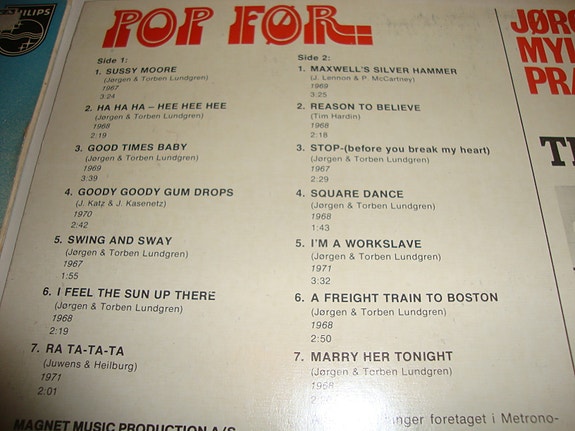 PHILIPS
POP FØR..
Side 1:
1. SUSSY MOORE
(Jørgen & Torben Lundgren)
1967
3:24
2. HA HA HA – HEE HEE HEE
(Jørgen & Torben Lundgren)
1968
2:19
3. GOOD TIMES BABY
(Jørgen & Torben Lundgren)
1969
3:39
4. GOODY GOODY GUM DROPS
(J. Katz & J. Kasenetz)
1970
2:42
5. SWING AND SWAY
(Jørgen & Torben Lundgren)
1967
1:55
6. I FEEL THE SUN UP THERE
(Jørgen & Torben Lundgren)
1968
2:19
7. RA TA-TA-TA
(Juwens & Heilburg)
1971
2:01
MAGNET MUSIC PRODUCTION A/S
Side 2:
1. MAXWELL'S SILVER HAMMER
(J. Lennon & P. McCartney)
1969
3:25
2. REASON TO BELIEVE
(Tim Hardin)
1968
2:18
3. STOP-(before you break my heart)
(Jørgen & Torben Lundgren)
1967
2:29
4. SQUARE DANCE
(Jørgen & Torben Lundgren)
1968
1:43
5. I'M A WORKSLAVE
(Jørgen & Torben Lundgren)
1971
3:32
6. A FREIGHT TRAIN TO BOSTON
(Jørgen & Torben Lundgren)
1968
2:50
7. MARRY HER TONIGHT
(Jørgen & Torben Lundgren)
1968
foretaget i Metrono-
JØRG
MYL
PRA